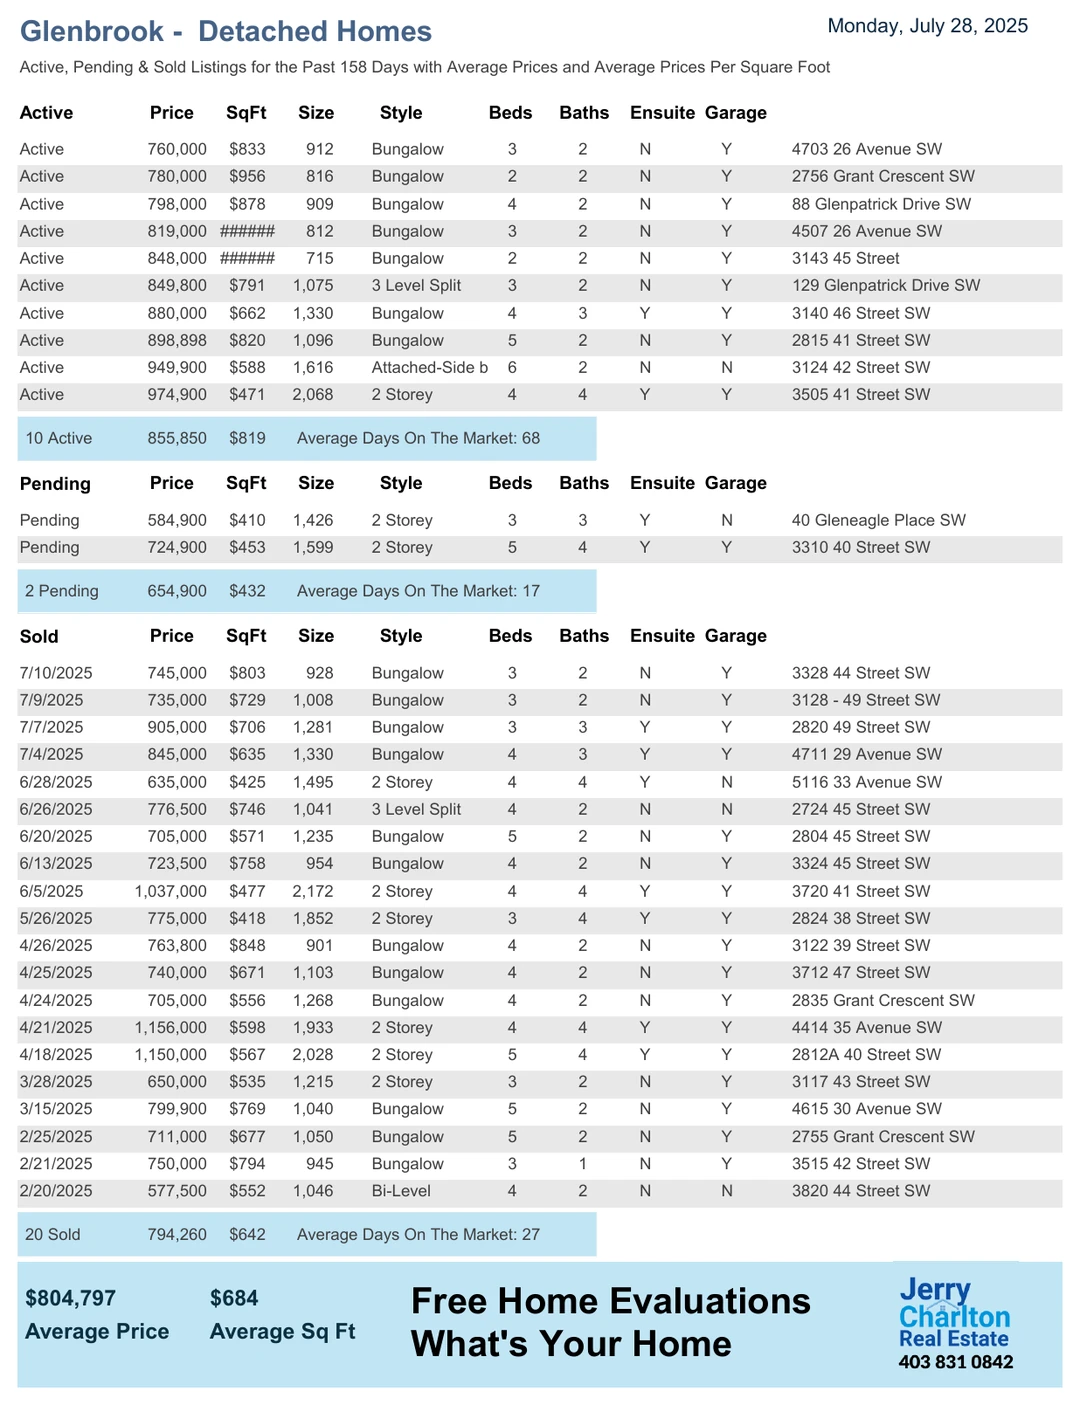 Glenbrook - Detached Homes
Monday, July 28, 2025
Active, Pending & Sold Listings for the Past 158 Days with Average Prices and Average Prices Per Square Foot
Active Price SqFt Size Style Beds Baths Ensuite Garage
Active 760,000 $833 912 Bungalow 3 2 N Y 4703 26 Avenue SW
Active 780,000 $956 816 Bungalow 2 2 N Y 2756 Grant Crescent SW
Active 798,000 $878 909 Bungalow 4 2 N Y 88 Glenpatrick Drive SW
Active 819,000 ###### 812 Bungalow 3 2 N Y 4507 26 Avenue SW
Active 848,000 ###### 715 Bungalow 2 2 N Y 3143 45 Street
Active 849,800 $791 1,075 3 Level Split 3 2 N Y 129 Glenpatrick Drive SW
Active 880,000 $662 1,330 Bungalow 4 3 Y Y 3140 46 Street SW
Active 898,898 $820 1,096 Bungalow 5 2 N Y 2815 41 Street SW
Active 949,900 $588 1,616 Attached-Side b 6 2 N N 3124 42 Street SW
Active 974,900 $471 2,068 2 Storey 4 4 Y Y 3505 41 Street SW
10 Active 855,850 $819 Average Days On The Market: 68
Pending Price SqFt Size Style Beds Baths Ensuite Garage
Pending 584,900 $410 1,426 2 Storey 3 3 Y N 40 Gleneagle Place SW
Pending 724,900 $453 1,599 2 Storey 5 4 Y Y 3310 40 Street SW
2 Pending 654,900 $432 Average Days On The Market: 17
Sold Price SqFt Size Style Beds Baths Ensuite Garage
7/10/2025 745,000 $803 928 Bungalow 3 2 N Y 3328 44 Street SW
7/9/2025 735,000 $729 1,008 Bungalow 3 2 N Y 3128 - 49 Street SW
7/7/2025 905,000 $706 1,281 Bungalow 3 3 Y Y 2820 49 Street SW
7/4/2025 845,000 $635 1,330 Bungalow 4 3 Y Y 4711 29 Avenue SW
6/28/2025 635,000 $425 1,495 2 Storey 4 4 Y N 5116 33 Avenue SW
6/26/2025 776,500 $746 1,041 3 Level Split 4 2 N N 2724 45 Street SW
6/20/2025 705,000 $571 1,235 Bungalow 5 2 N Y 2804 45 Street SW
6/13/2025 723,500 $758 954 Bungalow 4 2 N Y 3324 45 Street SW
6/5/2025 1,037,000 $477 2,172 2 Storey 4 4 Y Y 3720 41 Street SW
5/26/2025 775,000 $418 1,852 2 Storey 3 4 Y Y 2824 38 Street SW
4/26/2025 763,800 $848 901 Bungalow 4 2 N Y 3122 39 Street SW
4/25/2025 740,000 $671 1,103 Bungalow 4 2 N Y 3712 47 Street SW
4/24/2025 705,000 $556 1,268 Bungalow 4 2 N Y 2835 Grant Crescent SW
4/21/2025 1,156,000 $598 1,933 2 Storey 4 4 Y Y 4414 35 Avenue SW
4/18/2025 1,150,000 $567 2,028 2 Storey 5 4 Y Y 2812A 40 Street SW
3/28/2025 650,000 $535 1,215 2 Storey 3 2 N Y 3117 43 Street SW
3/15/2025 799,900 $769 1,040 Bungalow 5 2 N Y 4615 30 Avenue SW
2/25/2025 711,000 $677 1,050 Bungalow 5 2 N Y 2755 Grant Crescent SW
2/21/2025 750,000 $794 945 Bungalow 3 1 N Y 3515 42 Street SW
2/20/2025 577,500 $552 1,046 Bi-Level 4 2 N N 3820 44 Street SW
20 Sold 794,260 $642 Average Days On The Market: 27
$804,797 $684
Average Price Average Sq Ft
Free Home Evaluations
What's Your Home
Jerry
Charlton
Real Estate
403 831 0842